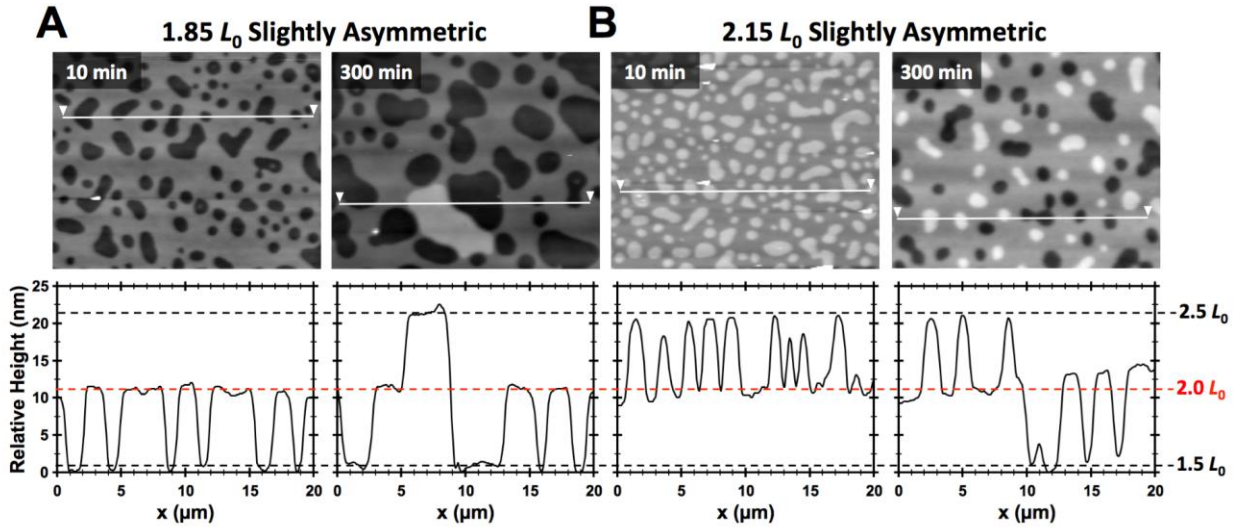 A 1.85 L₀ Slightly Asymmetric B 2.15 L₀ Slightly Asymmetric
10 min 300 min 10 min 300 min
25
20
15
10
5
0
Relative Height (nm)
2.5 L₀
2.0 L₀
1.5 L₀
0 5 10 15 20 0 5 10 15 20 0 5 10 15 20 0 5 10 15 20
x (μm) x (μm) x (μm) x (μm)